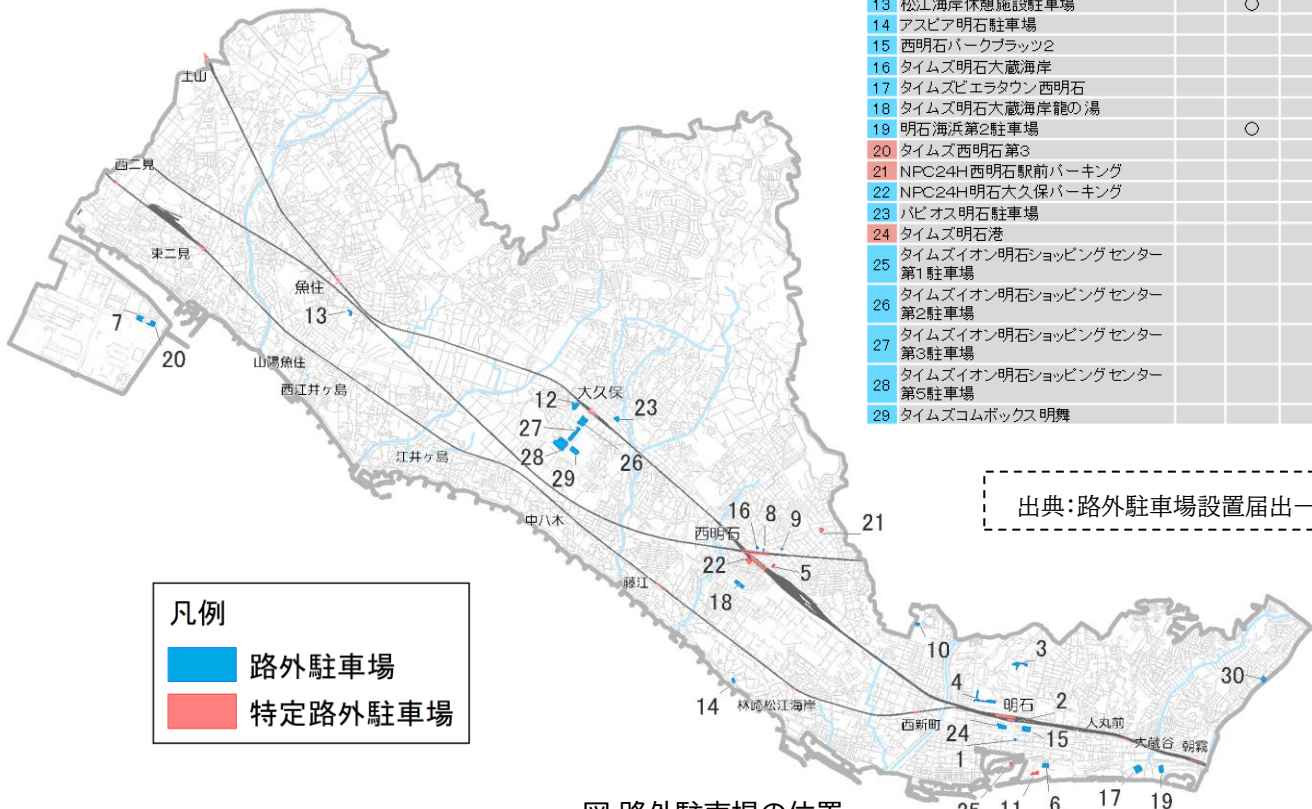 13 松江海岸休憩施設駐車場 ○
14 アスピア明石駐車場
15 西明石パークプラッツ2
16 タイムズ明石大蔵海岸
17 タイムズビエラタウン西明石
18 タイムズ明石大蔵海岸龍の湯
19 明石海浜第2駐車場 ○
20 タイムズ西明石第3
21 NPC24H西明石駅前パーキング
22 NPC24H明石大久保パーキング
23 パピオス明石駐車場
24 タイムズ明石港
25 タイムズイオン明石ショッピングセンター
第1駐車場
26 タイムズイオン明石ショッピングセンター
第2駐車場
27 タイムズイオン明石ショッピングセンター
第3駐車場
28 タイムズイオン明石ショッピングセンター
第5駐車場
29 タイムズコムボックス明舞
出典:路外駐車場設置届出一
土山
西二見
東二見
魚住
13
7
20
山陽魚住
西江井ヶ島
大久保
12
23
27
28
26
29
江井ヶ島
中八木
16 8 9
21
西明石
22
5
18
藤江
10
3
30
4
2
14
林崎松江海岸
明石
西新町
24
15
人丸前
大蔵谷
朝霧
1
25
11
6
17
19
凡例
路外駐車場
特定路外駐車場
図 路外駐車場の位置